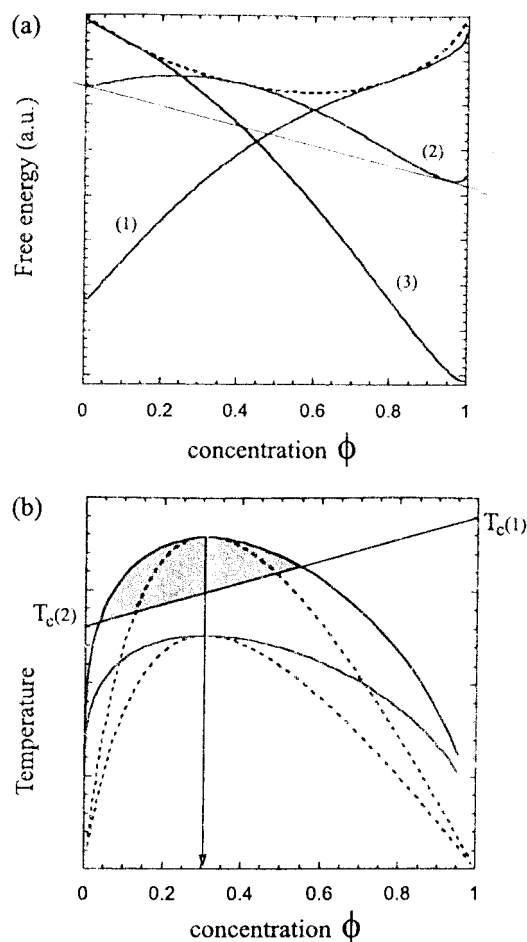 (a)
Free energy (a.u.)
(1)
(2)
(3)
0 0.2 0.4 0.6 0.8 1
concentration ϕ
(b)
T_c(1)
T_c(2)
Temperature
0 0.2 0.4 0.6 0.8 1
concentration ϕ